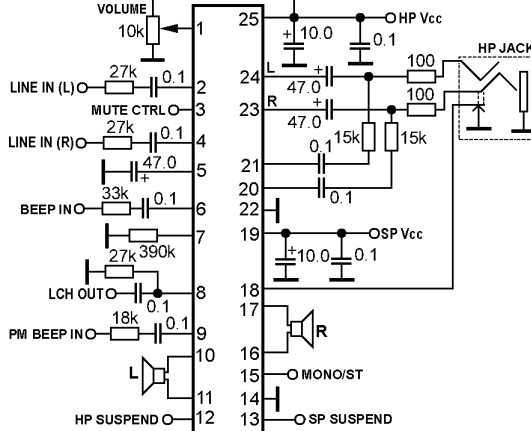 VOLUME
10k
1
25
HP Vcc
+ 10.0
0.1
HP JACK
27k
0.1
LINE IN (L)
2
24
L
+
47.0
100
MUTE CTRL
3
23
R
+
47.0
100
27k
0.1
LINE IN (R)
4
15k
15k
47.0
+
5
21
0.1
33k
0.1
BEEP IN
6
20
0.1
22
390k
7
19
SP Vcc
+ 10.0
0.1
27k
LCH OUT
0.1
8
18
17
R
18k
0.1
PM BEEP IN
9
16
10
L
15
MONO/ST
11
14
HP SUSPEND
12
13
SP SUSPEND